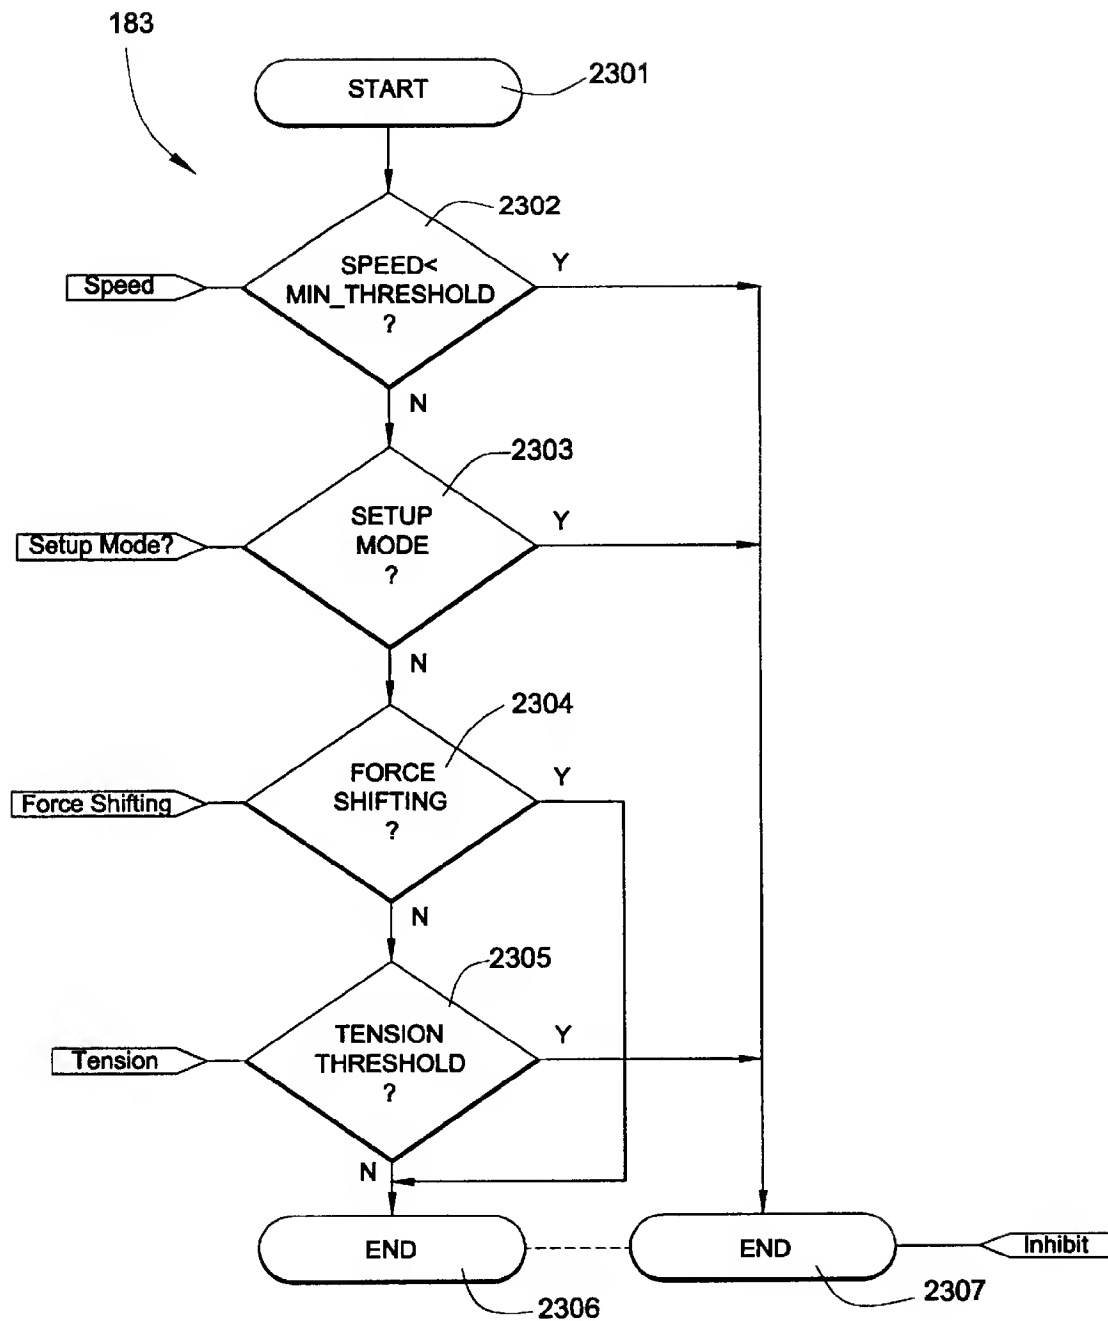 183
START
2301
2302
SPEED<
MIN_THRESHOLD
?
Y
Speed
N
2303
SETUP
MODE
?
Y
Setup Mode?
N
2304
FORCE
SHIFTING
?
Y
Force Shifting
N
2305
TENSION
THRESHOLD
?
Y
Tension
N
END
END
Inhibit
2306
2307